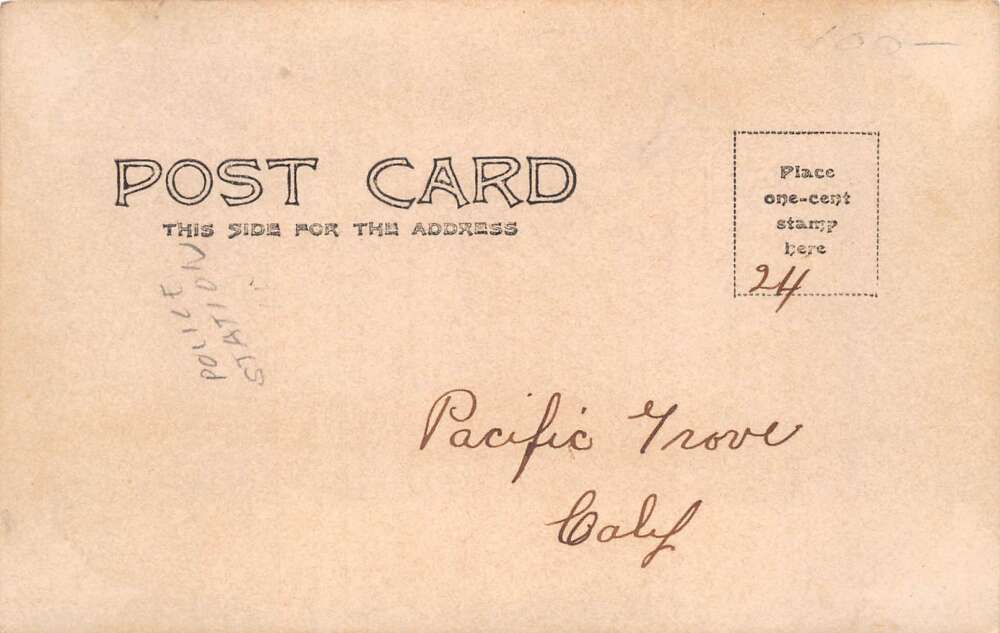 100-
POST CARD
THIS SIDE FOR THE ADDRESS
Place
one-cent
stamp
here
24
POLICE
STATION
Pacific Grove
Calif